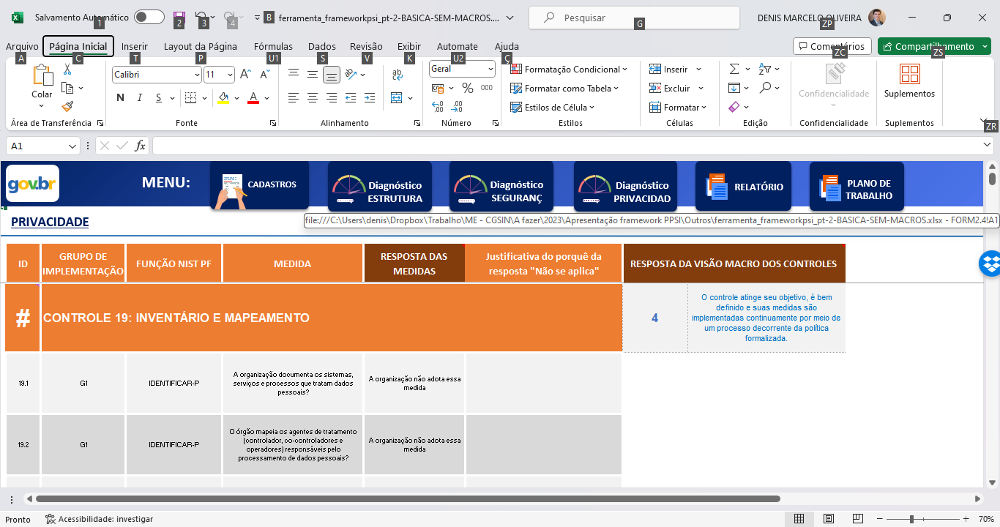 Salvamento Automático
1
2
3
4
B
ferramenta_frameworkpsi_pt-2-BASICA-SEM-MACROS....
Pesquisar
G
DENIS MARCELO OLIVEIRA
ZP
Arquivo
Página Inicial
Inserir
Layout da Página
Fórmulas
Dados
Revisão
Exibir
Automate
Ajuda
Comentários
Compartilhamento
A
C
T
P
U1
S
V
K
U2
Ç
ZC
ZS
Colar
Calibri
11
N
I
S
A
ab
Geral
%
000
Formatação Condicional
Formatar como Tabela
Estilos de Célula
Inserir
Excluir
Formatar
Confidencialidade
Suplementos
Área de Transferência
Fonte
Alinhamento
Número
Estilos
Células
Edição
Confidencialidade
Suplementos
ZR
A1
fx
gov.br
MENU:
CADASTROS
Diagnóstico
ESTRUTURA
Diagnóstico
SEGURANÇ
Diagnóstico
PRIVACIDAD
RELATÓRIO
PLANO DE
TRABALHO
PRIVACIDADE
file:///C:\Users\denis\Dropbox\Trabalho\ME - CGSIN\A fazer\2023\Apresentação framework PPSI\Outros\ferramenta_frameworkpsi_pt-2-BASICA-SEM-MACROS.xlsx - FORM2.4!A1
ID
GRUPO DE
IMPLEMENTAÇÃO
FUNÇÃO NIST PF
MEDIDA
RESPOSTA DAS
MEDIDAS
Justificativa do porquê da
resposta "Não se aplica"
RESPOSTA DA VISÃO MACRO DOS CONTROLES
#
CONTROLE 19: INVENTÁRIO E MAPEAMENTO
4
O controle atinge seu objetivo, é bem
definido e suas medidas são
implementadas continuamente por meio de
um processo decorrente da política
formalizada.
19.1
G1
IDENTIFICAR-P
A organização documenta os sistemas,
serviços e processos que tratam dados
pessoais?
A organização não adota essa
medida
19.2
G1
IDENTIFICAR-P
O órgão mapeia os agentes de tratamento
(controlador, co-controladores e
operadores) responsáveis pelo
processamento de dados pessoais?
A organização não adota essa
medida
Pronto
Acessibilidade: investigar
70%